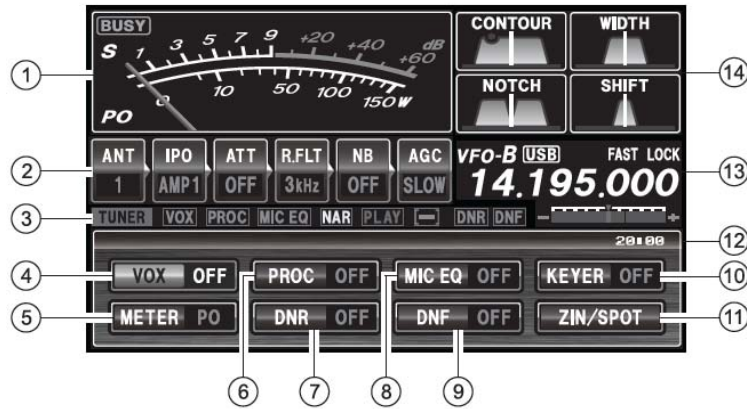 BUSY
S 1 3 5 7 9 +20 +40 +60 dB
0 10 50 100 150 W
PO
CONTOUR WIDTH
NOTCH SHIFT
1
14
ANT IPO ATT R.FLT NB AGC
1 AMP1 OFF 3kHz OFF SLOW
2
VFO-B USB FAST LOCK
14.195.000
13
3
TUNER VOX PROC MIC EQ NAR PLAY DNR DNF
- +
20:00
12
4
VOX OFF PROC OFF MIC EQ OFF KEYER OFF
10
5
METER PO DNR OFF DNF OFF ZIN/SPOT
11
6 7 8 9